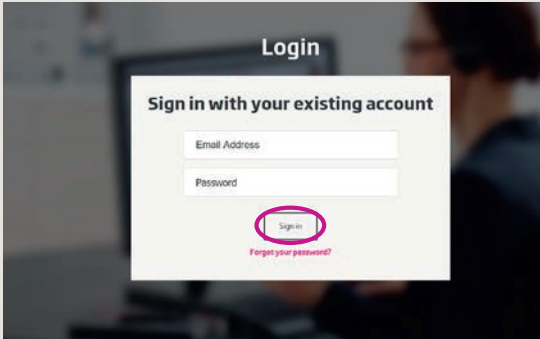 Login
Sign in with your existing account
Email Address
Password
Sign in
Forgot your password?